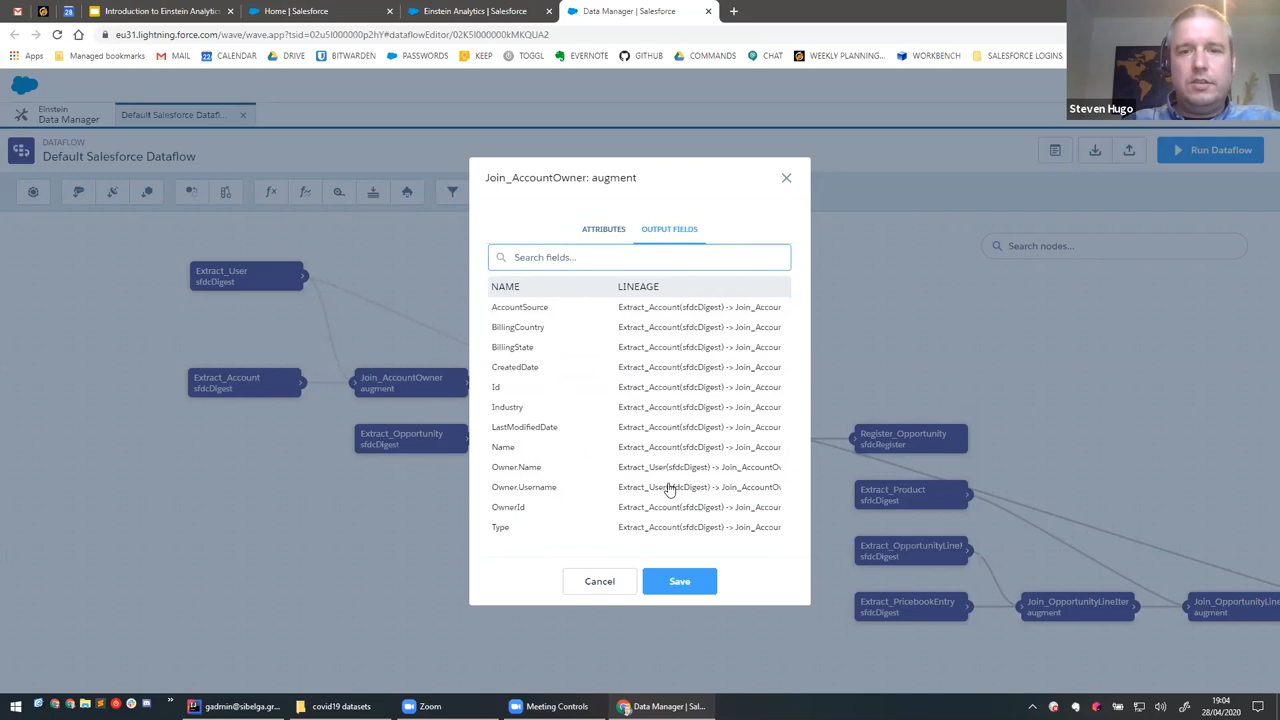 Introduction to Einstein Analytic
Home | Salesforce
Einstein Analytics | Salesforce
Data Manager | Salesforce
eu31.lightning.force.com/wave/wave.app?tsid=02u5I000000p2hY#dataflowEditor/02K5I000000kMKQUA2
Apps
Managed bookmarks
MAIL
CALENDAR
DRIVE
BITWARDEN
PASSWORDS
KEEP
TOGGL
EVERNOTE
GITHUB
COMMANDS
CHAT
WEEKLY PLANNING...
WORKBENCH
SALESFORCE LOGINS
Steven Hugo
Einstein
Data Manager
Default Salesforce Datafl...
DATAFLOW
Default Salesforce Dataflow
Run Dataflow
Search nodes...
Join_AccountOwner: augment
ATTRIBUTES
OUTPUT FIELDS
Search fields...
NAME LINEAGE
AccountSource Extract_Account(sfdcDigest) -> Join_Accour
BillingCountry Extract_Account(sfdcDigest) -> Join_Accour
BillingState Extract_Account(sfdcDigest) -> Join_Accour
CreatedDate Extract_Account(sfdcDigest) -> Join_Accour
Id Extract_Account(sfdcDigest) -> Join_Accour
Industry Extract_Account(sfdcDigest) -> Join_Accour
LastModifiedDate Extract_Account(sfdcDigest) -> Join_Accour
Name Extract_Account(sfdcDigest) -> Join_Accour
Owner.Name Extract_User(sfdcDigest) -> Join_AccountOv
Owner.Username Extract_User(sfdcDigest) -> Join_AccountOv
OwnerId Extract_Account(sfdcDigest) -> Join_Accour
Type Extract_Account(sfdcDigest) -> Join_Accour
Cancel
Save
Extract_User
sfdcDigest
Extract_Account
sfdcDigest
Join_AccountOwner
augment
Extract_Opportunity
sfdcDigest
Register_Opportunity
sfdcRegister
Extract_Product
sfdcDigest
Extract_OpportunityLineI
sfdcDigest
Extract_PricebookEntry
sfdcDigest
Join_OpportunityLineIter
augment
Join_OpportunityLine
augment
gadmin@sibelga.gr...
covid19 datasets
Zoom
Meeting Controls
Data Manager | Sal...
19:04
28/04/2020